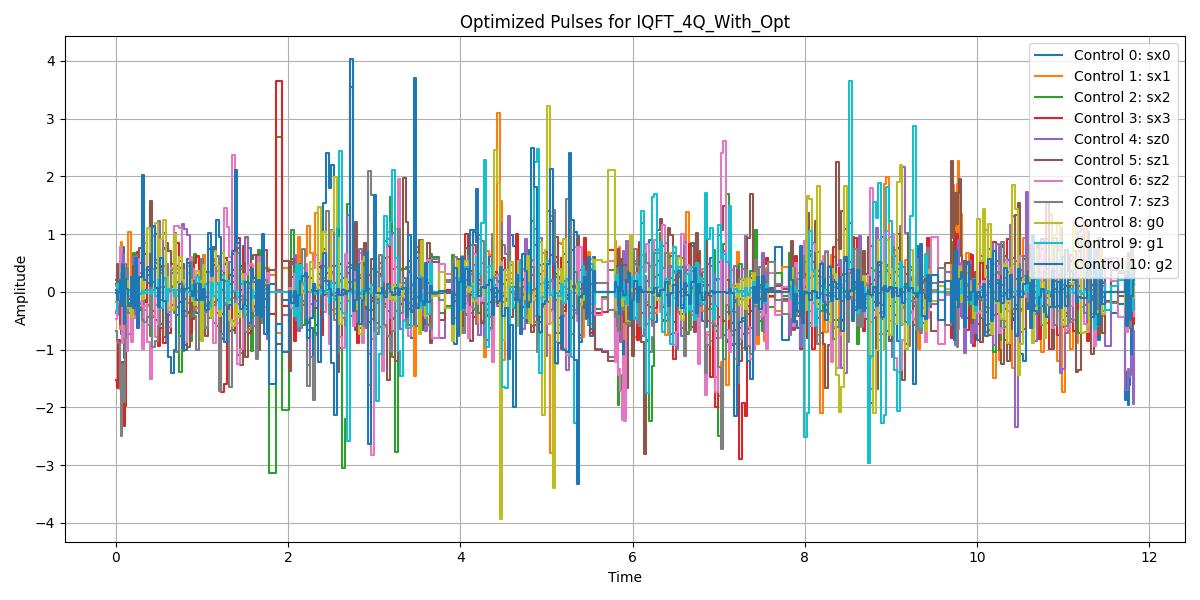 Optimized Pulses for IQFT_4Q_With_Opt
Amplitude
4
3
2
1
0
−1
−2
−3
−4
0
2
4
6
8
10
12
Time
Control 0: sx0
Control 1: sx1
Control 2: sx2
Control 3: sx3
Control 4: sz0
Control 5: sz1
Control 6: sz2
Control 7: sz3
Control 8: g0
Control 9: g1
Control 10: g2